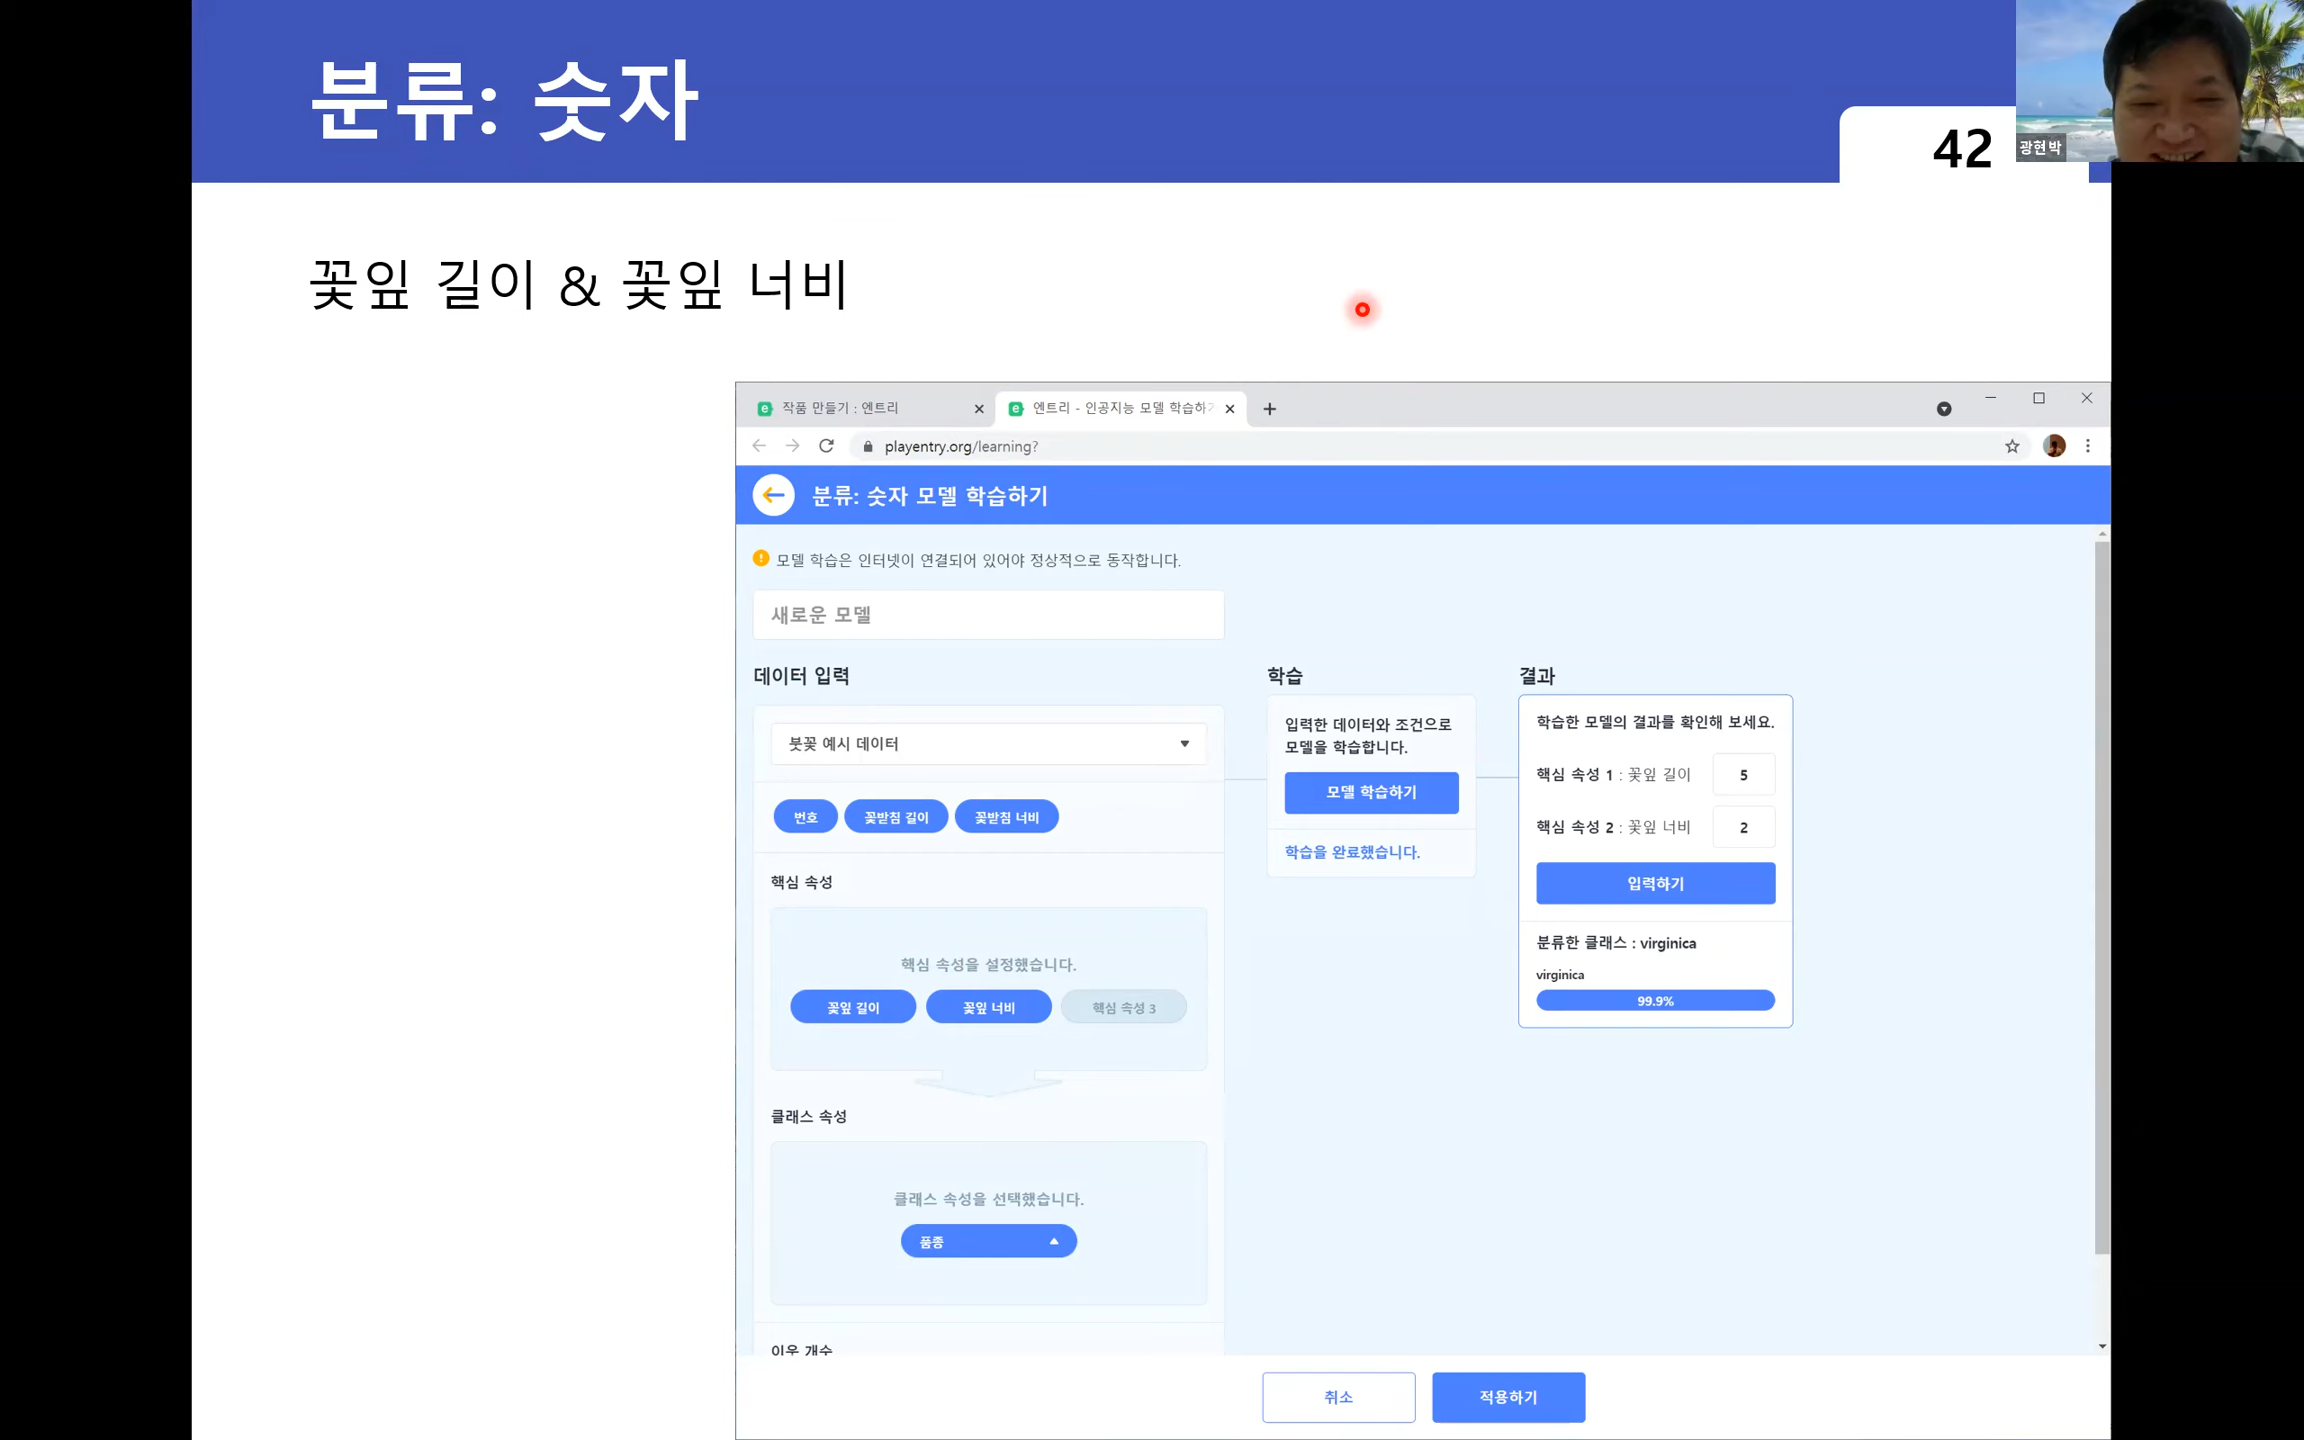 분류: 숫자
42
광현박
꽃잎 길이 & 꽃잎 너비
작품 만들기 : 엔트리
엔트리 - 인공지능 모델 학습하기
playentry.org/learning?
분류: 숫자 모델 학습하기
모델 학습은 인터넷이 연결되어 있어야 정상적으로 동작합니다.
새로운 모델
데이터 입력
붓꽃 예시 데이터
번호 꽃받침 길이 꽃받침 너비
핵심 속성
핵심 속성을 설정했습니다.
꽃잎 길이 꽃잎 너비 핵심 속성 3
클래스 속성
클래스 속성을 선택했습니다.
품종
이웃 개수
학습
입력한 데이터와 조건으로
모델을 학습합니다.
모델 학습하기
학습을 완료했습니다.
결과
학습한 모델의 결과를 확인해 보세요.
핵심 속성 1 : 꽃잎 길이 5
핵심 속성 2 : 꽃잎 너비 2
입력하기
분류한 클래스 : virginica
virginica
99.9%
취소 적용하기